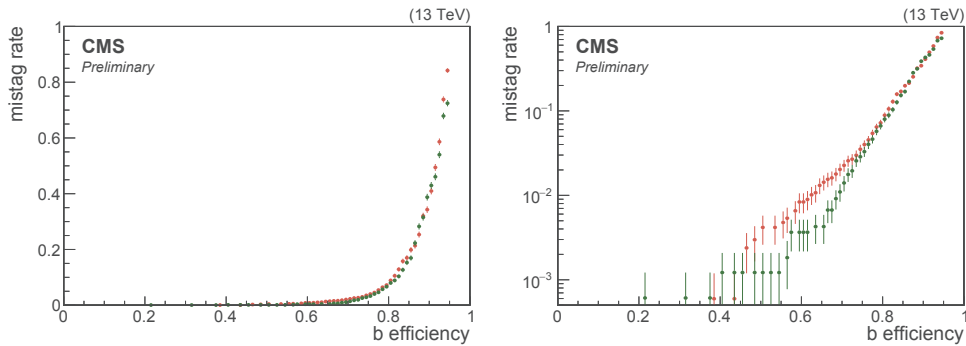 (13 TeV)
mistag rate
CMS
Preliminary
1
0.8
0.6
0.4
0.2
0
0 0.2 0.4 0.6 0.8 1
b efficiency
(13 TeV)
mistag rate
CMS
Preliminary
1
10⁻¹
10⁻²
10⁻³
0 0.2 0.4 0.6 0.8 1
b efficiency